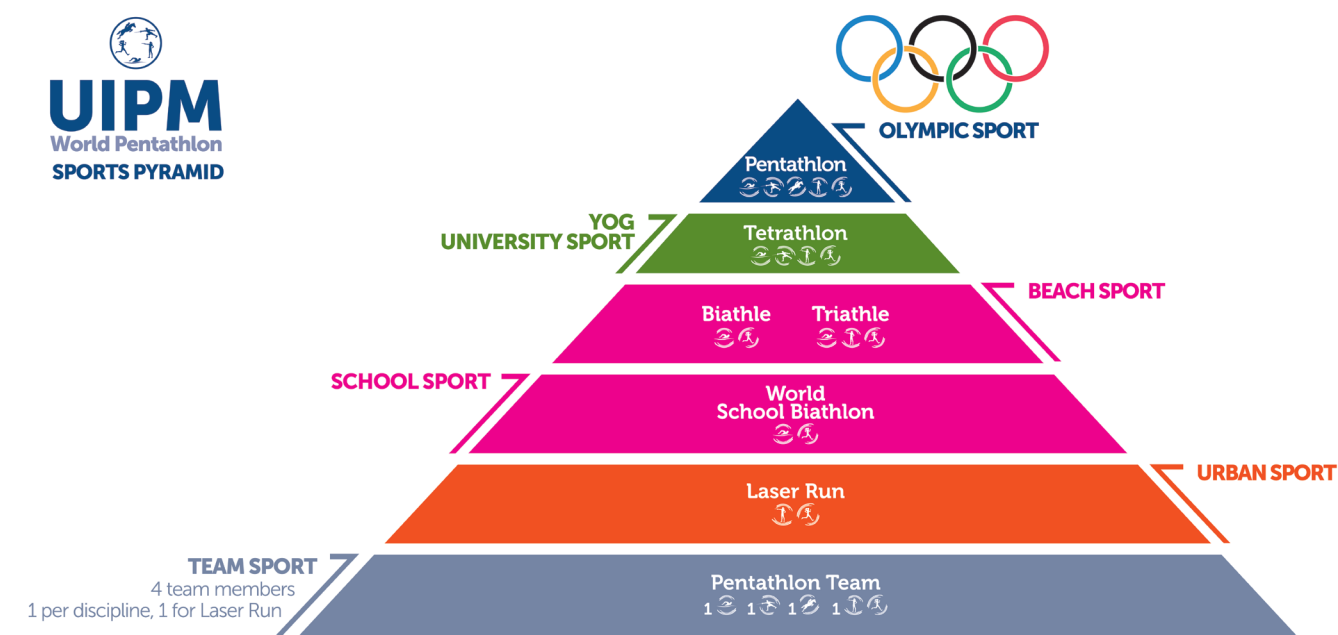 UIPM
World Pentathlon
SPORTS PYRAMID
OLYMPIC SPORT
Pentathlon
YOG
UNIVERSITY SPORT
Tetrathlon
BEACH SPORT
Biathle
Triathle
SCHOOL SPORT
World
School Biathlon
URBAN SPORT
Laser Run
TEAM SPORT
4 team members
1 per discipline, 1 for Laser Run
Pentathlon Team
1 1 1 1